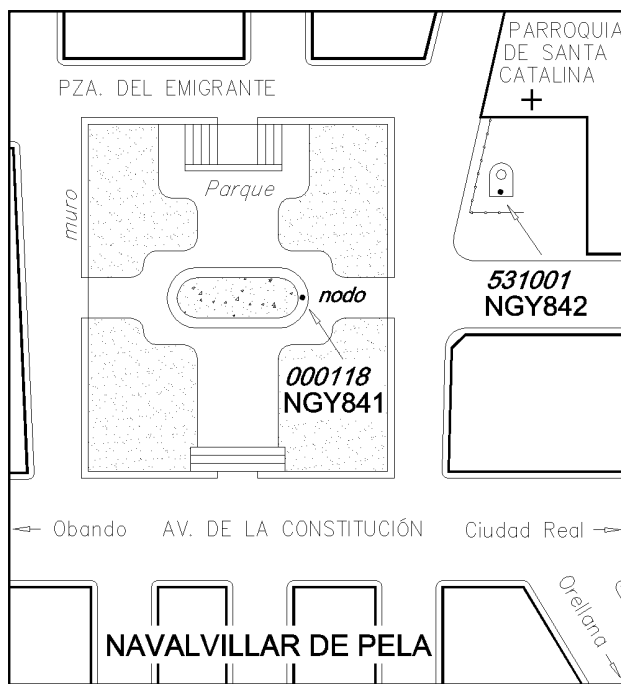 PARROQUIA
DE SANTA
CATALINA
PZA. DEL EMIGRANTE
muro
Parque
nodo
531001
NGY842
000118
NGY841
Obando
AV. DE LA CONSTITUCIÓN
Ciudad Real
Orellana
NAVALVILLAR DE PELA